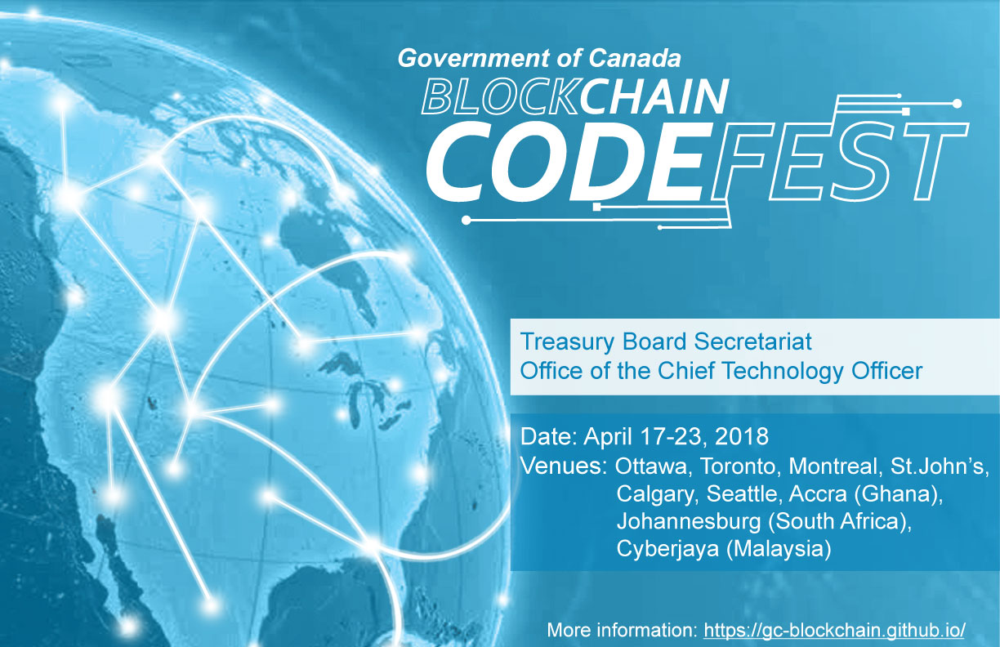 Government of Canada
BLOCKCHAIN
CODEFEST
Treasury Board Secretariat
Office of the Chief Technology Officer
Date: April 17-23, 2018
Venues: Ottawa, Toronto, Montreal, St.John’s,
Calgary, Seattle, Accra (Ghana),
Johannesburg (South Africa),
Cyberjaya (Malaysia)
More information: https://gc-blockchain.github.io/